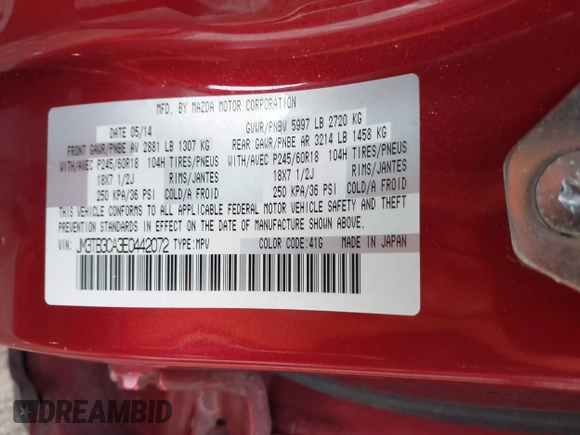 MFD. BY MAZDA MOTOR CORPORATION
DATE 05/14 GVWR/PNBV 5997 LB 2720 KG
FRONT GAWR/PNBE AV 2881 LB 1307 KG REAR GAWR/PNBE AR 3214 LB 1458 KG
WITH/AVEC P245/60R18 104H TIRES/PNEUS WITH/AVEC P245/60R18 104H TIRES/PNEUS
18X7 1/2J RIMS/JANTES 18X7 1/2J RIMS/JANTES
250 KPA/36 PSI COLD/A FROID 250 KPA/36 PSI COLD/A FROID
THIS VEHICLE CONFORMS TO ALL APPLICABLE FEDERAL MOTOR VEHICLE SAFETY AND THEFT
PREVENTION STANDARDS IN EFFECT ON THE DATE OF MANUFACTURE SHOWN ABOVE.
VIN: JM3TB3CA3E0442072 TYPE:MPV COLOR CODE:41G MADE IN JAPAN
DREAMBID